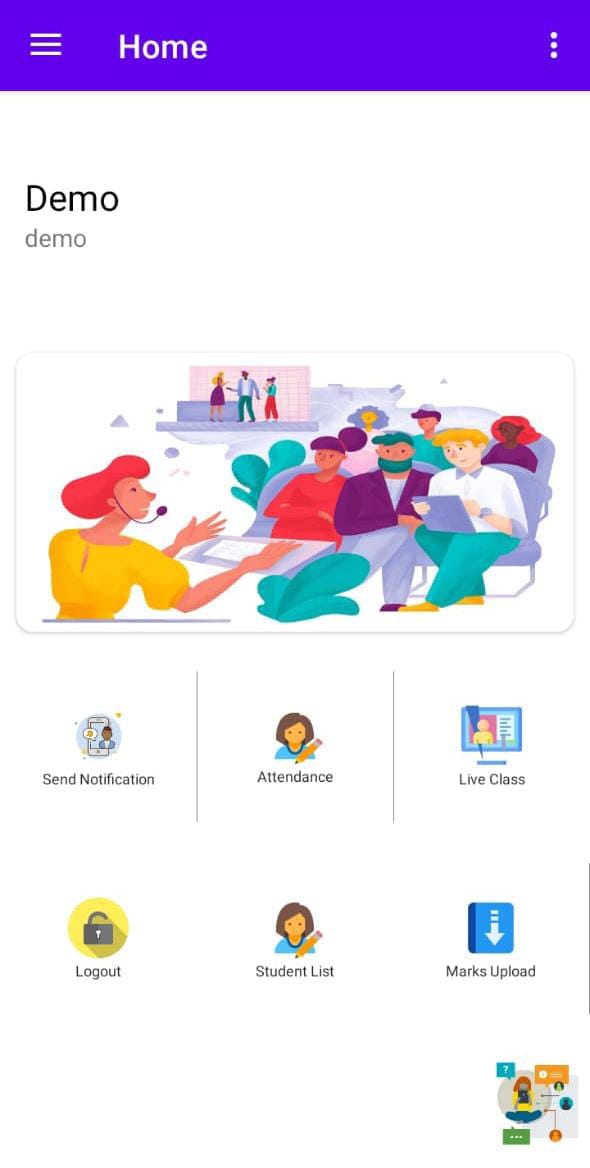 Home
Demo
demo
Send Notification
Attendance
Live Class
Logout
Student List
Marks Upload
?